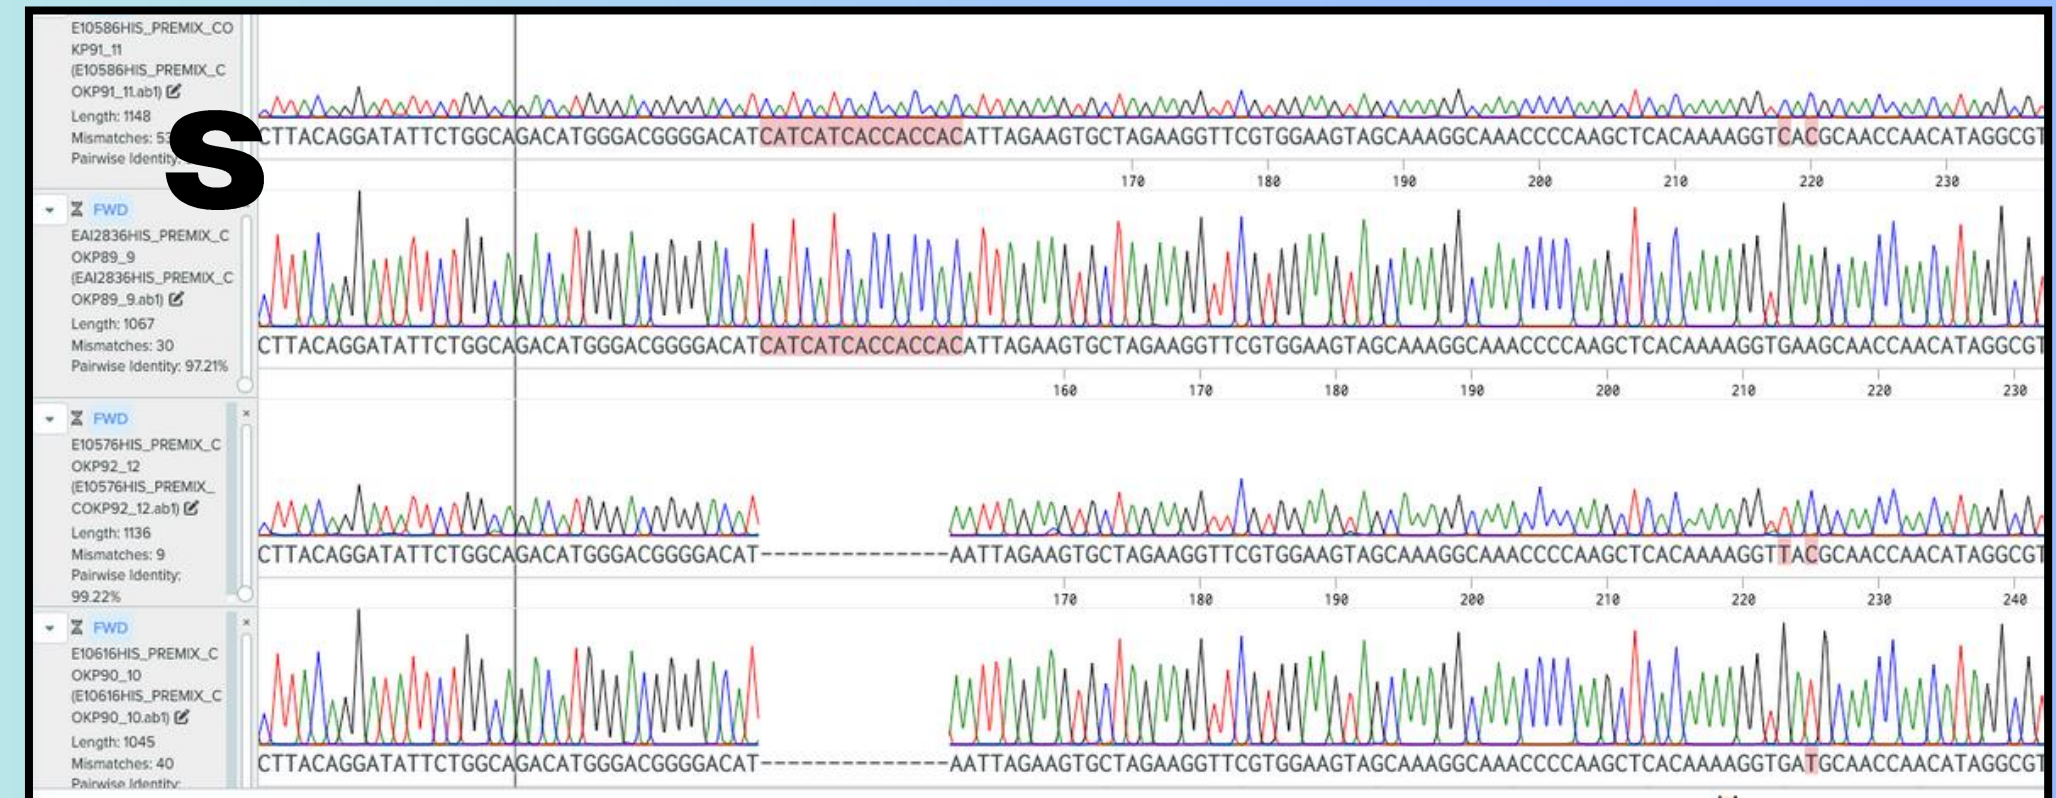 E10586HIS_PREMIX_CO
KP91_11
(E10586HIS_PREMIX_C
OKP91_11.ab1)
Length: 1148
Mismatches: 53
Pairwise Identity:
S
CTTACAGGATATTCTGGCAGACATGGGACGGGGACATCATCATCACCACCACATTAGAAGTGCTAGAAGGTTCGTGGAAGTAGCAAAGGCAAACCCCAAGCTCACAAAAGGTCACGCAACCAACATAGGCGT
170 180 190 200 210 220 230
FWD
EAI2836HIS_PREMIX_C
OKP89_9
(EAI2836HIS_PREMIX_C
OKP89_9.ab1)
Length: 1067
Mismatches: 30
Pairwise Identity: 97.21%
CTTACAGGATATTCTGGCAGACATGGGACGGGGACATCATCATCACCACCACATTAGAAGTGCTAGAAGGTTCGTGGAAGTAGCAAAGGCAAACCCCAAGCTCACAAAAGGTGAAGCAACCAACATAGGCGT
160 170 180 190 200 210 220 230
FWD
E10576HIS_PREMIX_C
OKP92_12
(E10576HIS_PREMIX_
COKP92_12.ab1)
Length: 1136
Mismatches: 9
Pairwise Identity:
99.22%
CTTACAGGATATTCTGGCAGACATGGGACGGGGACAT--------------AATTAGAAGTGCTAGAAGGTTCGTGGAAGTAGCAAAGGCAAACCCCAAGCTCACAAAAGGTTACGCAACCAACATAGGCGT
170 180 190 200 210 220 230 240
FWD
E10616HIS_PREMIX_C
OKP90_10
(E10616HIS_PREMIX_C
OKP90_10.ab1)
Length: 1045
Mismatches: 40
Pairwise Identity:
CTTACAGGATATTCTGGCAGACATGGGACGGGGACAT--------------AATTAGAAGTGCTAGAAGGTTCGTGGAAGTAGCAAAGGCAAACCCCAAGCTCACAAAAGGTGATGCAACCAACATAGGCGT